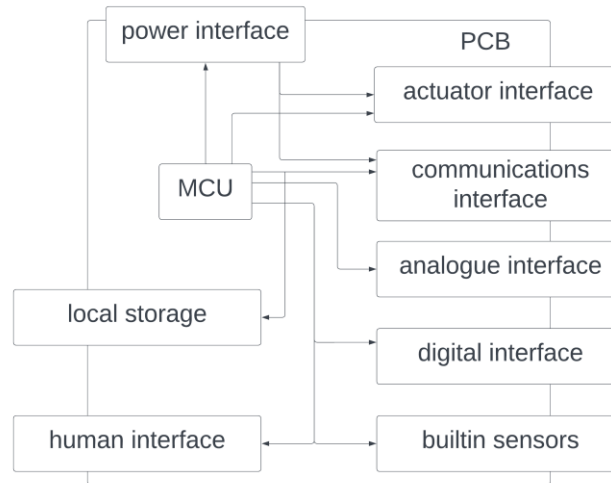 power interface
PCB
actuator interface
MCU
communications
interface
analogue interface
local storage
digital interface
human interface
builtin sensors